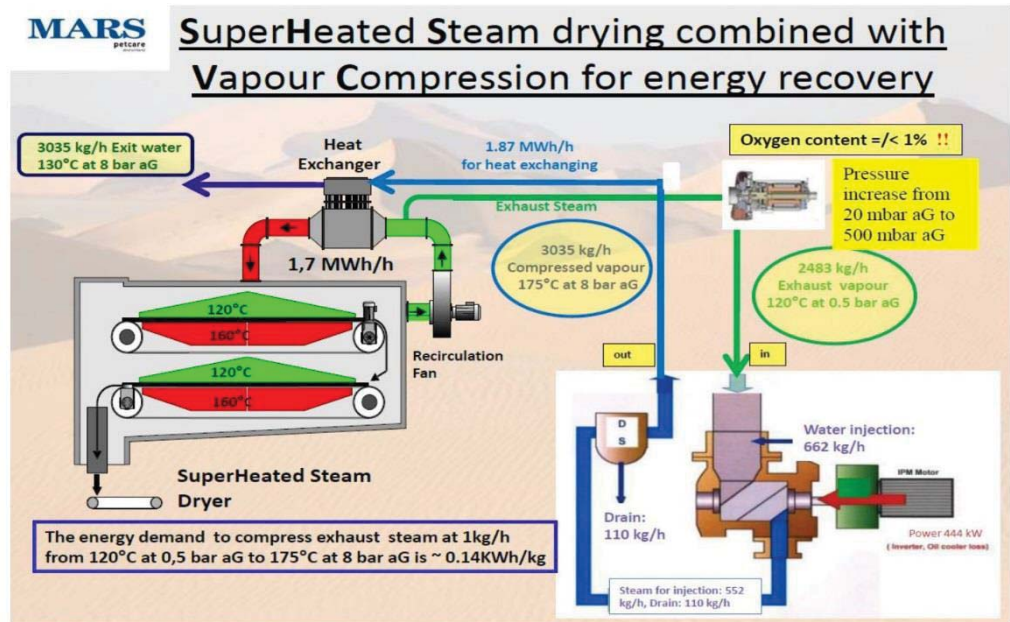 MARS
petcare
SuperHeated Steam drying combined with
Vapour Compression for energy recovery
3035 kg/h Exit water
130°C at 8 bar aG
Heat
Exchanger
1.87 MWh/h
for heat exchanging
Oxygen content =/< 1% !!
Pressure
increase from
20 mbar aG to
500 mbar aG
Exhaust Steam
1,7 MWh/h
3035 kg/h
Compressed vapour
175°C at 8 bar aG
2483 kg/h
Exhaust vapour
120°C at 0.5 bar aG
120°C
160°C
120°C
160°C
Recirculation
Fan
out
in
D
S
Water injection:
662 kg/h
IPM Motor
Power 444 kW
( Inverter, Oil cooler loss)
Drain:
110 kg/h
SuperHeated Steam
Dryer
The energy demand to compress exhaust steam at 1kg/h
from 120°C at 0,5 bar aG to 175°C at 8 bar aG is ~ 0.14KWh/kg
Steam for injection: 552
kg/h, Drain: 110 kg/h